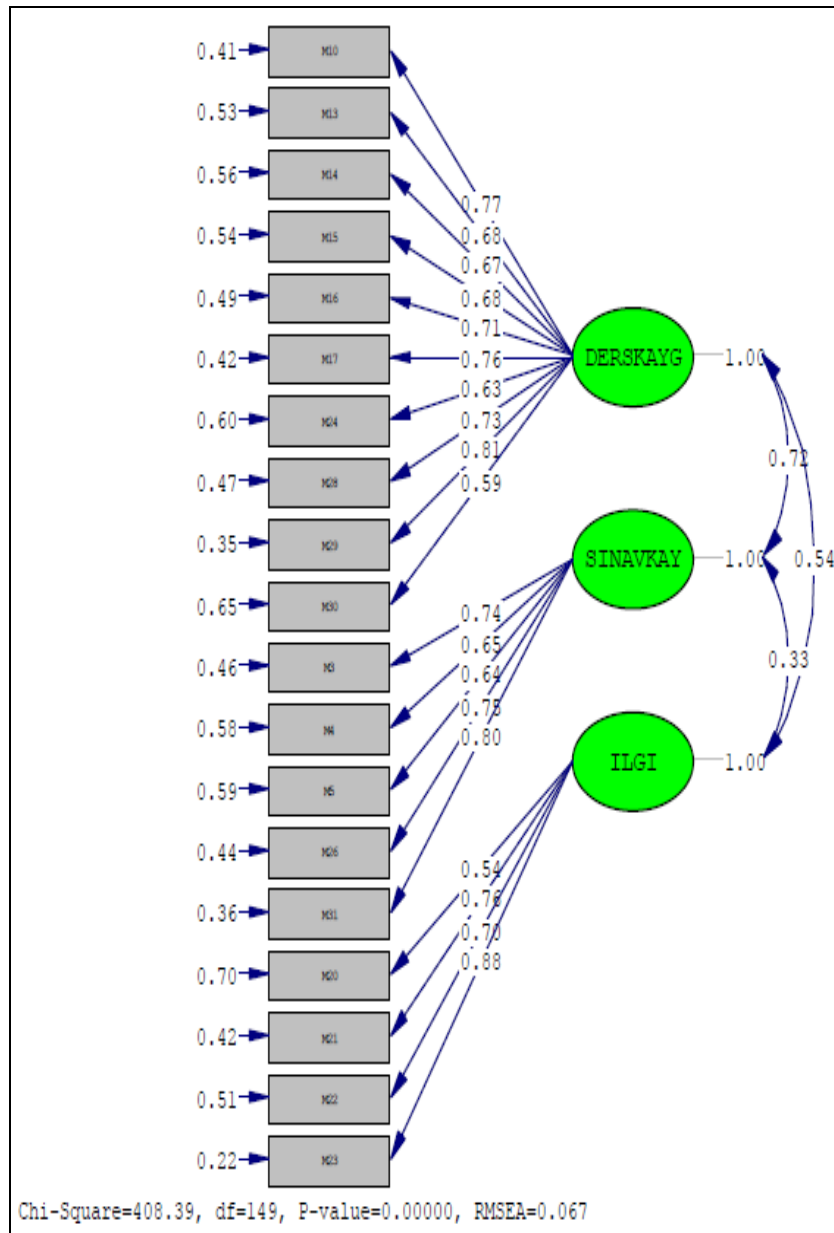 0.41 M10
0.53 M13
0.56 M14
0.54 M15
0.49 M16
0.42 M17
0.60 M24
0.47 M28
0.35 M29
0.65 M30
0.46 M3
0.58 M4
0.59 M5
0.44 M26
0.36 M31
0.70 M20
0.42 M21
0.51 M22
0.22 M23
0.77
0.68
0.67
0.68
0.71
0.76
0.63
0.73
0.81
0.59
0.74
0.65
0.64
0.75
0.80
0.54
0.76
0.70
0.88
DERSKAYG 1.00
SINAVKAY 1.00
ILGI 1.00
0.72
0.54
0.33
Chi-Square=408.39, df=149, P-value=0.00000, RMSEA=0.067